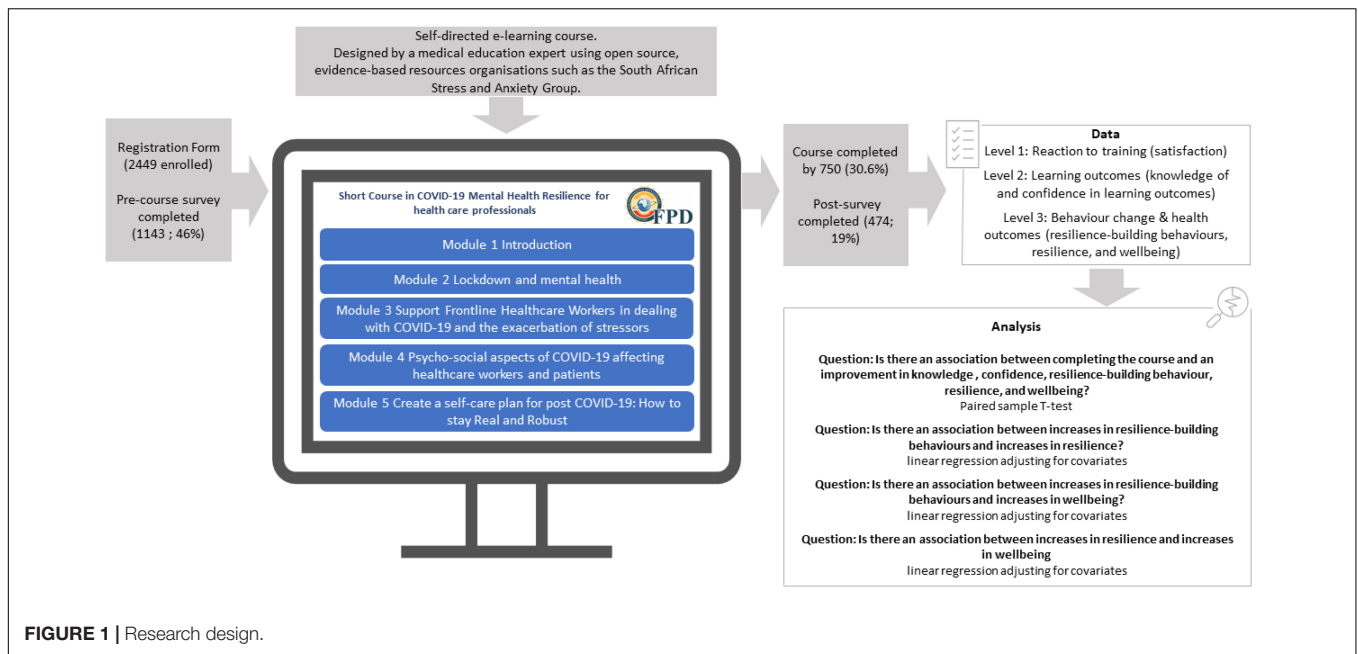 Self-directed e-learning course.
Designed by a medical education expert using open source,
evidence-based resources organisations such as the South African
Stress and Anxiety Group.
Registration Form
(2449 enrolled)
Pre-course survey
completed
(1143 ; 46%)
Short Course in COVID-19 Mental Health Resilience for
health care professionals
FPD
Module 1 Introduction
Module 2 Lockdown and mental health
Module 3 Support Frontline Healthcare Workers in dealing
with COVID-19 and the exacerbation of stressors
Module 4 Psycho-social aspects of COVID-19 affecting
healthcare workers and patients
Module 5 Create a self-care plan for post COVID-19: How to
stay Real and Robust
Course completed
by 750 (30.6%)
Post-survey
completed (474;
19%)
Data
Level 1: Reaction to training (satisfaction)
Level 2: Learning outcomes (knowledge of
and confidence in learning outcomes)
Level 3: Behaviour change & health
outcomes (resilience-building behaviours,
resilience, and wellbeing)
Analysis
Question: Is there an association between completing the course and an
improvement in knowledge , confidence, resilience-building behaviour,
resilience, and wellbeing?
Paired sample T-test
Question: Is there an association between increases in resilience-building
behaviours and increases in resilience?
linear regression adjusting for covariates
Question: Is there an association between increases in resilience-building
behaviours and increases in wellbeing?
linear regression adjusting for covariates
Question: Is there an association between increases in resilience and increases
in wellbeing
linear regression adjusting for covariates
FIGURE 1 | Research design.